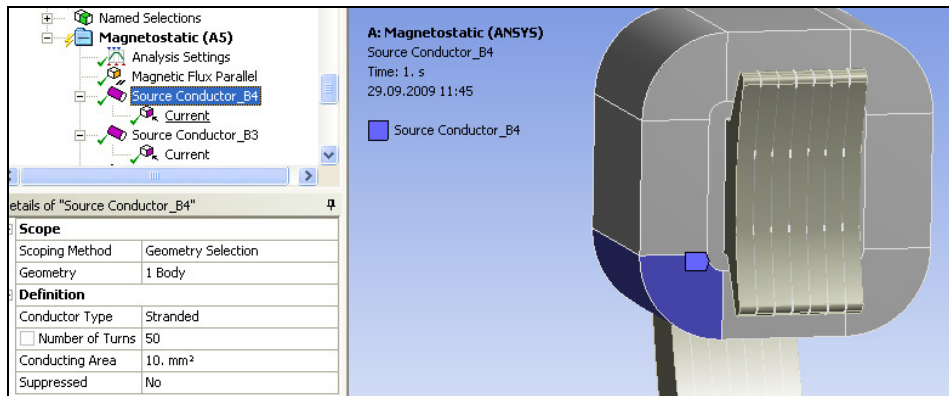 Named Selections
Magnetostatic (A5)
Analysis Settings
Magnetic Flux Parallel
Source Conductor_B4
Current
Source Conductor_B3
Current
etails of "Source Conductor_B4"
Scope
Scoping Method Geometry Selection
Geometry 1 Body
Definition
Conductor Type Stranded
Number of Turns 50
Conducting Area 10. mm²
Suppressed No
A: Magnetostatic (ANSYS)
Source Conductor_B4
Time: 1. s
29.09.2009 11:45
Source Conductor_B4